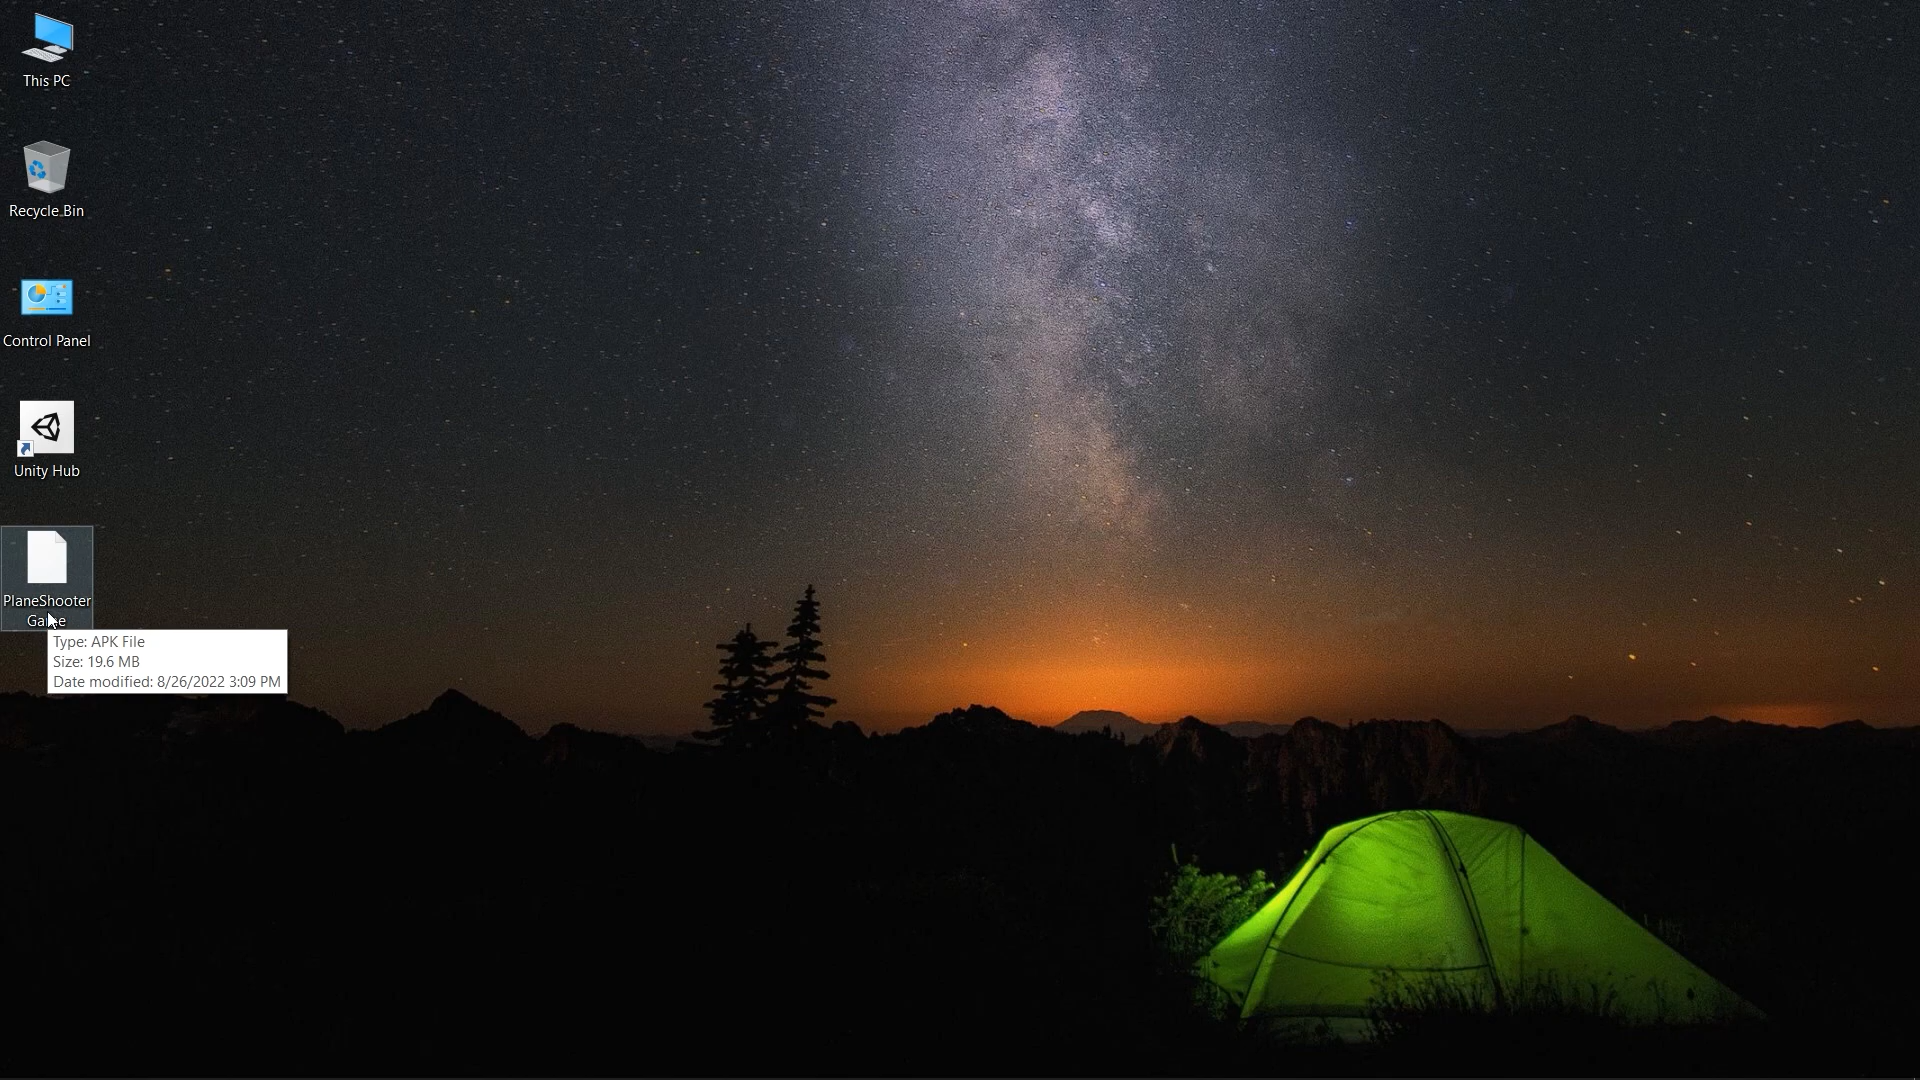 This PC
Recycle Bin
Control Panel
Unity Hub
PlaneShooter
Game
Type: APK File
Size: 19.6 MB
Date modified: 8/26/2022 3:09 PM